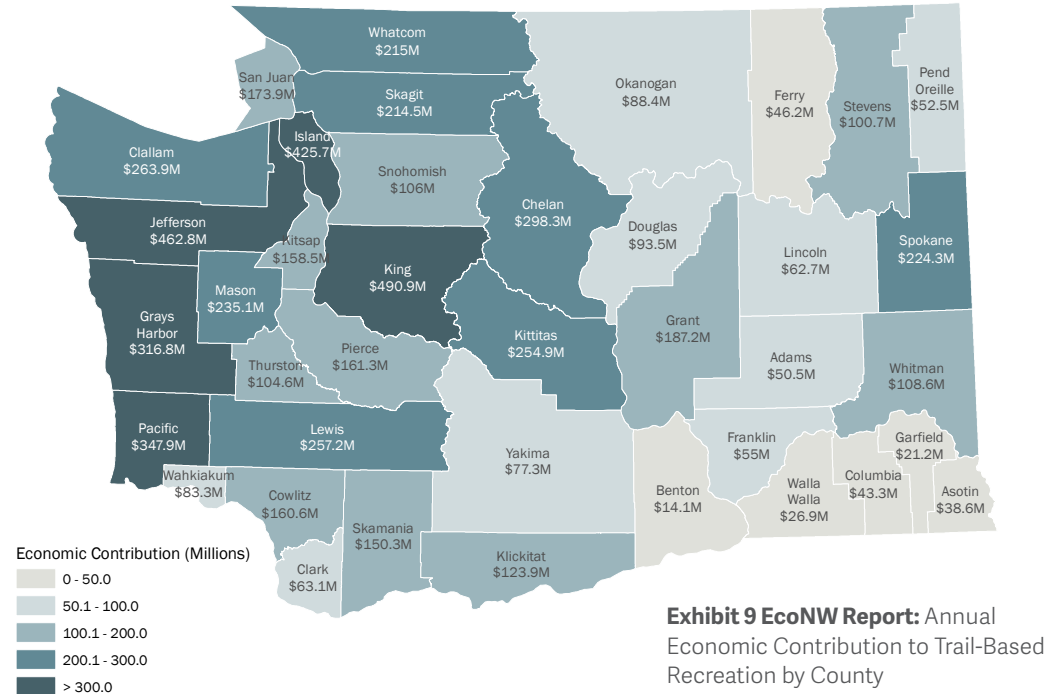 Whatcom
$215M
San Juan
$173.9M
Skagit
$214.5M
Okanogan
$88.4M
Ferry
$46.2M
Stevens
$100.7M
Pend
Oreille
$52.5M
Island
$425.7M
Clallam
$263.9M
Snohomish
$106M
Chelan
$298.3M
Jefferson
$462.8M
Kitsap
$158.5M
King
$490.9M
Douglas
$93.5M
Lincoln
$62.7M
Spokane
$224.3M
Mason
$235.1M
Grays
Harbor
$316.8M
Kittitas
$254.9M
Grant
$187.2M
Thurston
$104.6M
Pierce
$161.3M
Adams
$50.5M
Whitman
$108.6M
Pacific
$347.9M
Lewis
$257.2M
Yakima
$77.3M
Franklin
$55M
Garfield
$21.2M
Wahkiakum
$83.3M
Cowlitz
$160.6M
Skamania
$150.3M
Benton
$14.1M
Walla
Walla
$26.9M
Columbia
$43.3M
Asotin
$38.6M
Clark
$63.1M
Klickitat
$123.9M
Economic Contribution (Millions)
0 - 50.0
50.1 - 100.0
100.1 - 200.0
200.1 - 300.0
> 300.0
Exhibit 9 EcoNW Report: Annual
Economic Contribution to Trail-Based
Recreation by County